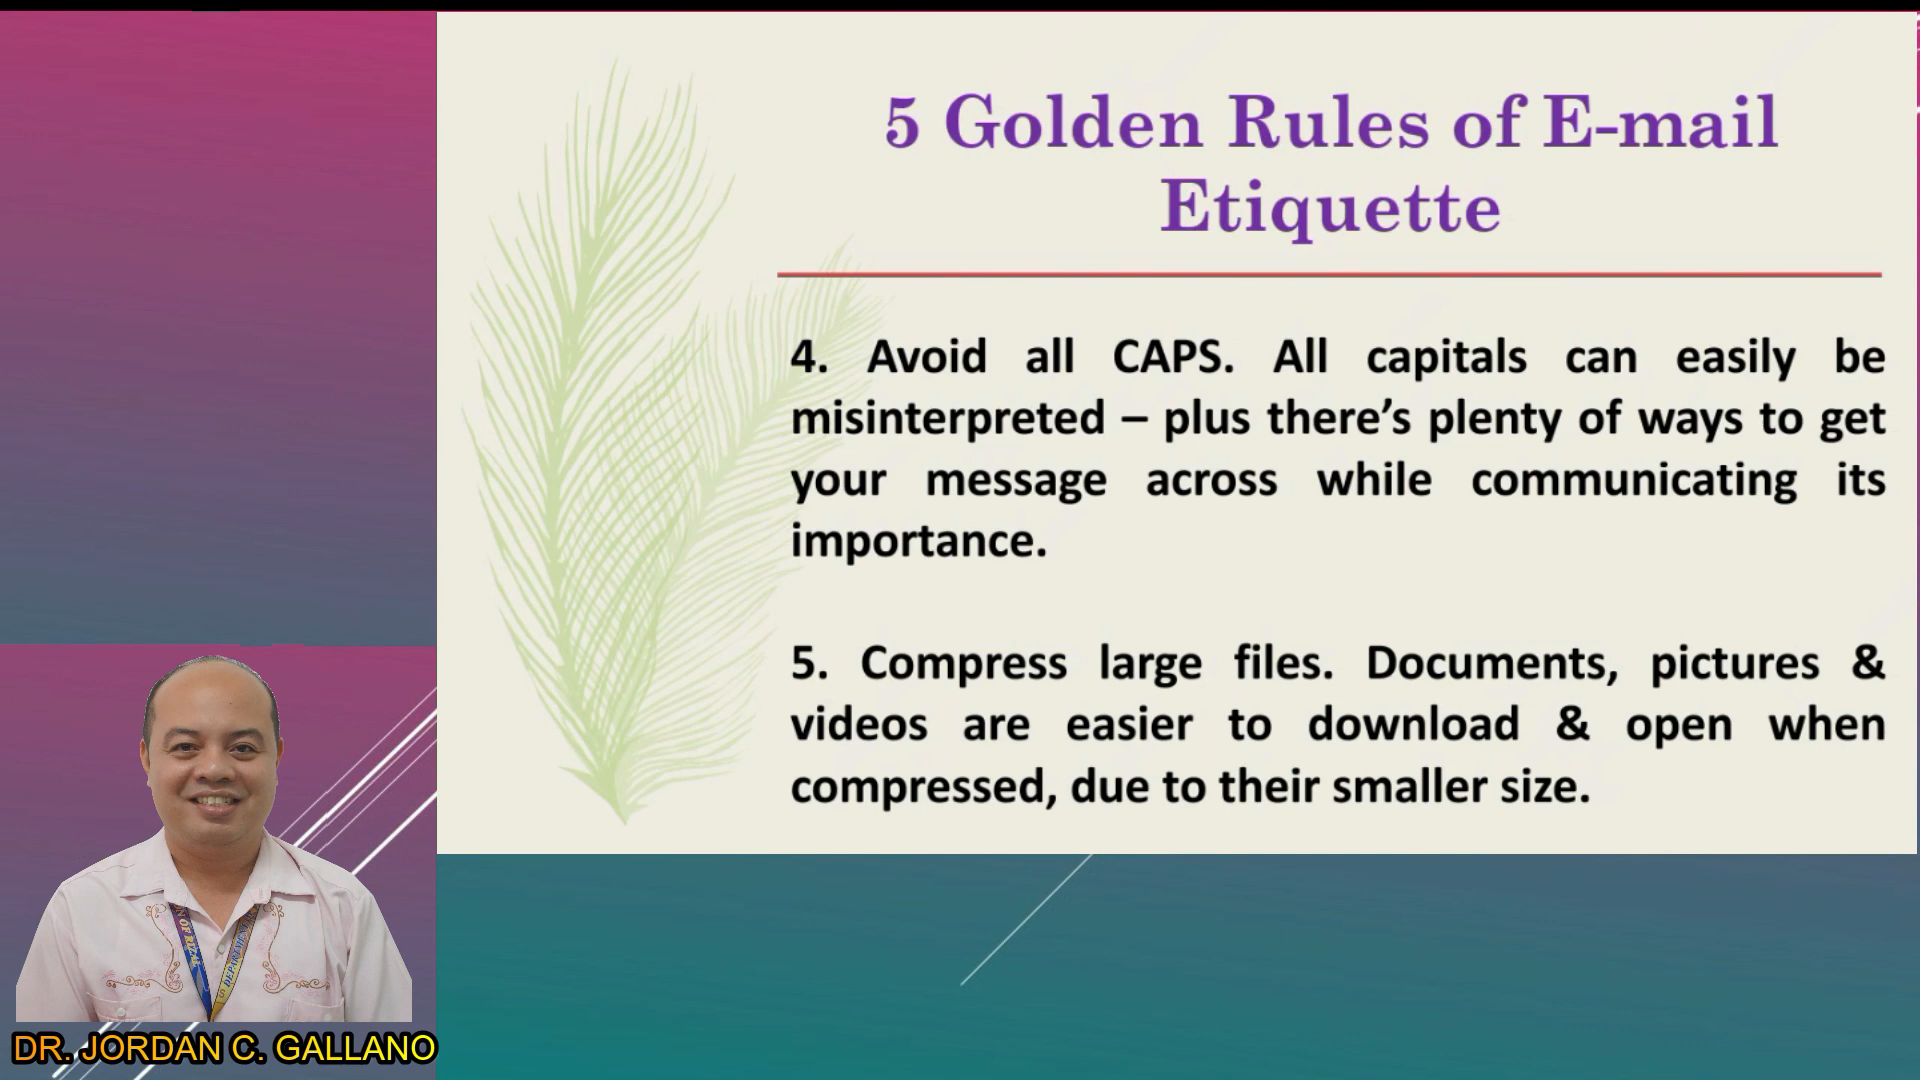 5 Golden Rules of E-mail
Etiquette
4. Avoid all CAPS. All capitals can easily be
misinterpreted – plus there’s plenty of ways to get
your message across while communicating its
importance.
5. Compress large files. Documents, pictures &
videos are easier to download & open when
compressed, due to their smaller size.
DR. JORDAN C. GALLANO